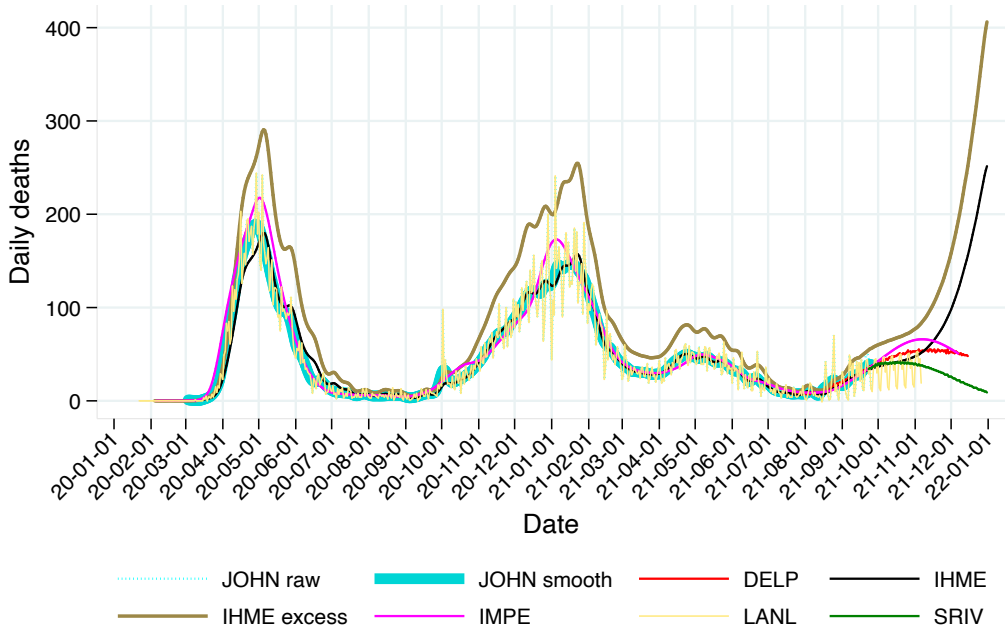 400
300
200
100
0
Daily deaths
20-01-01 20-02-01 20-03-01 20-04-01 20-05-01 20-06-01 20-07-01 20-08-01 20-09-01 20-10-01 20-11-01 20-12-01 21-01-01 21-02-01 21-03-01 21-04-01 21-05-01 21-06-01 21-07-01 21-08-01 21-09-01 21-10-01 21-11-01 21-12-01 22-01-01
Date
JOHN raw JOHN smooth DELP IHME
IHME excess IMPE LANL SRIV